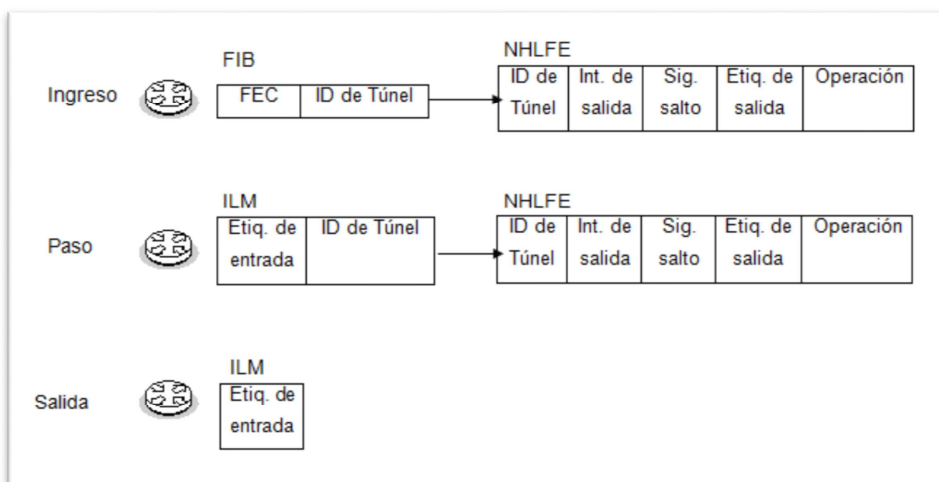 FIB
NHLFE
Ingreso
FEC
ID de Túnel
ID de
Túnel
Int. de
salida
Sig.
salto
Etiq. de
salida
Operación
ILM
NHLFE
Paso
Etiq. de
entrada
ID de Túnel
ID de
Túnel
Int. de
salida
Sig.
salto
Etiq. de
salida
Operación
ILM
Salida
Etiq. de
entrada